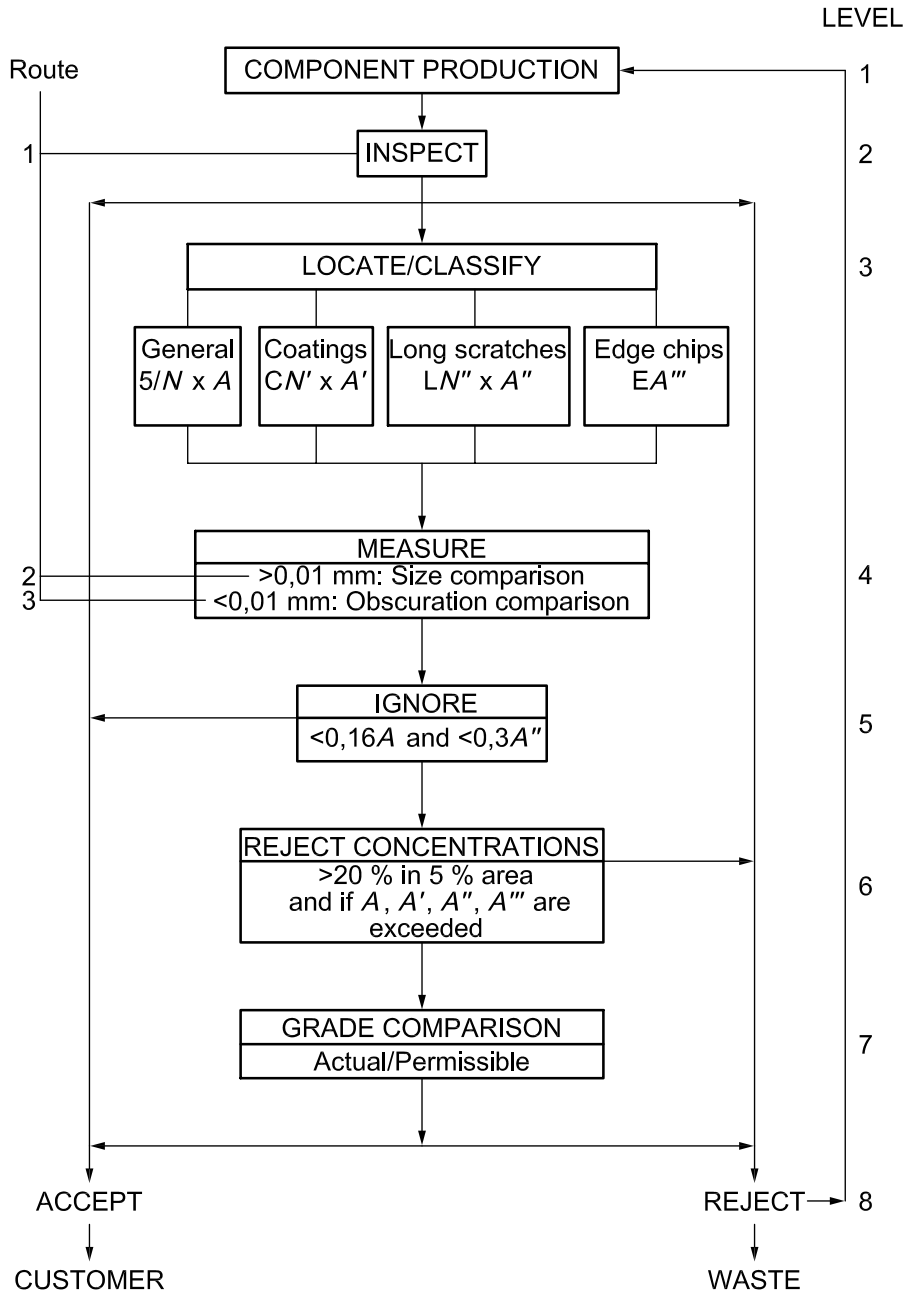 LEVEL
Route
COMPONENT PRODUCTION
1
1
INSPECT
2
LOCATE/CLASSIFY
3
General
5/N x A
Coatings
CN′ x A′
Long scratches
LN″ x A″
Edge chips
EA‴
MEASURE
2
>0,01 mm: Size comparison
4
3
<0,01 mm: Obscuration comparison
IGNORE
<0,16A and <0,3A″
5
REJECT CONCENTRATIONS
>20 % in 5 % area
and if A, A′, A″, A‴ are
exceeded
6
GRADE COMPARISON
Actual/Permissible
7
ACCEPT
REJECT
8
CUSTOMER
WASTE